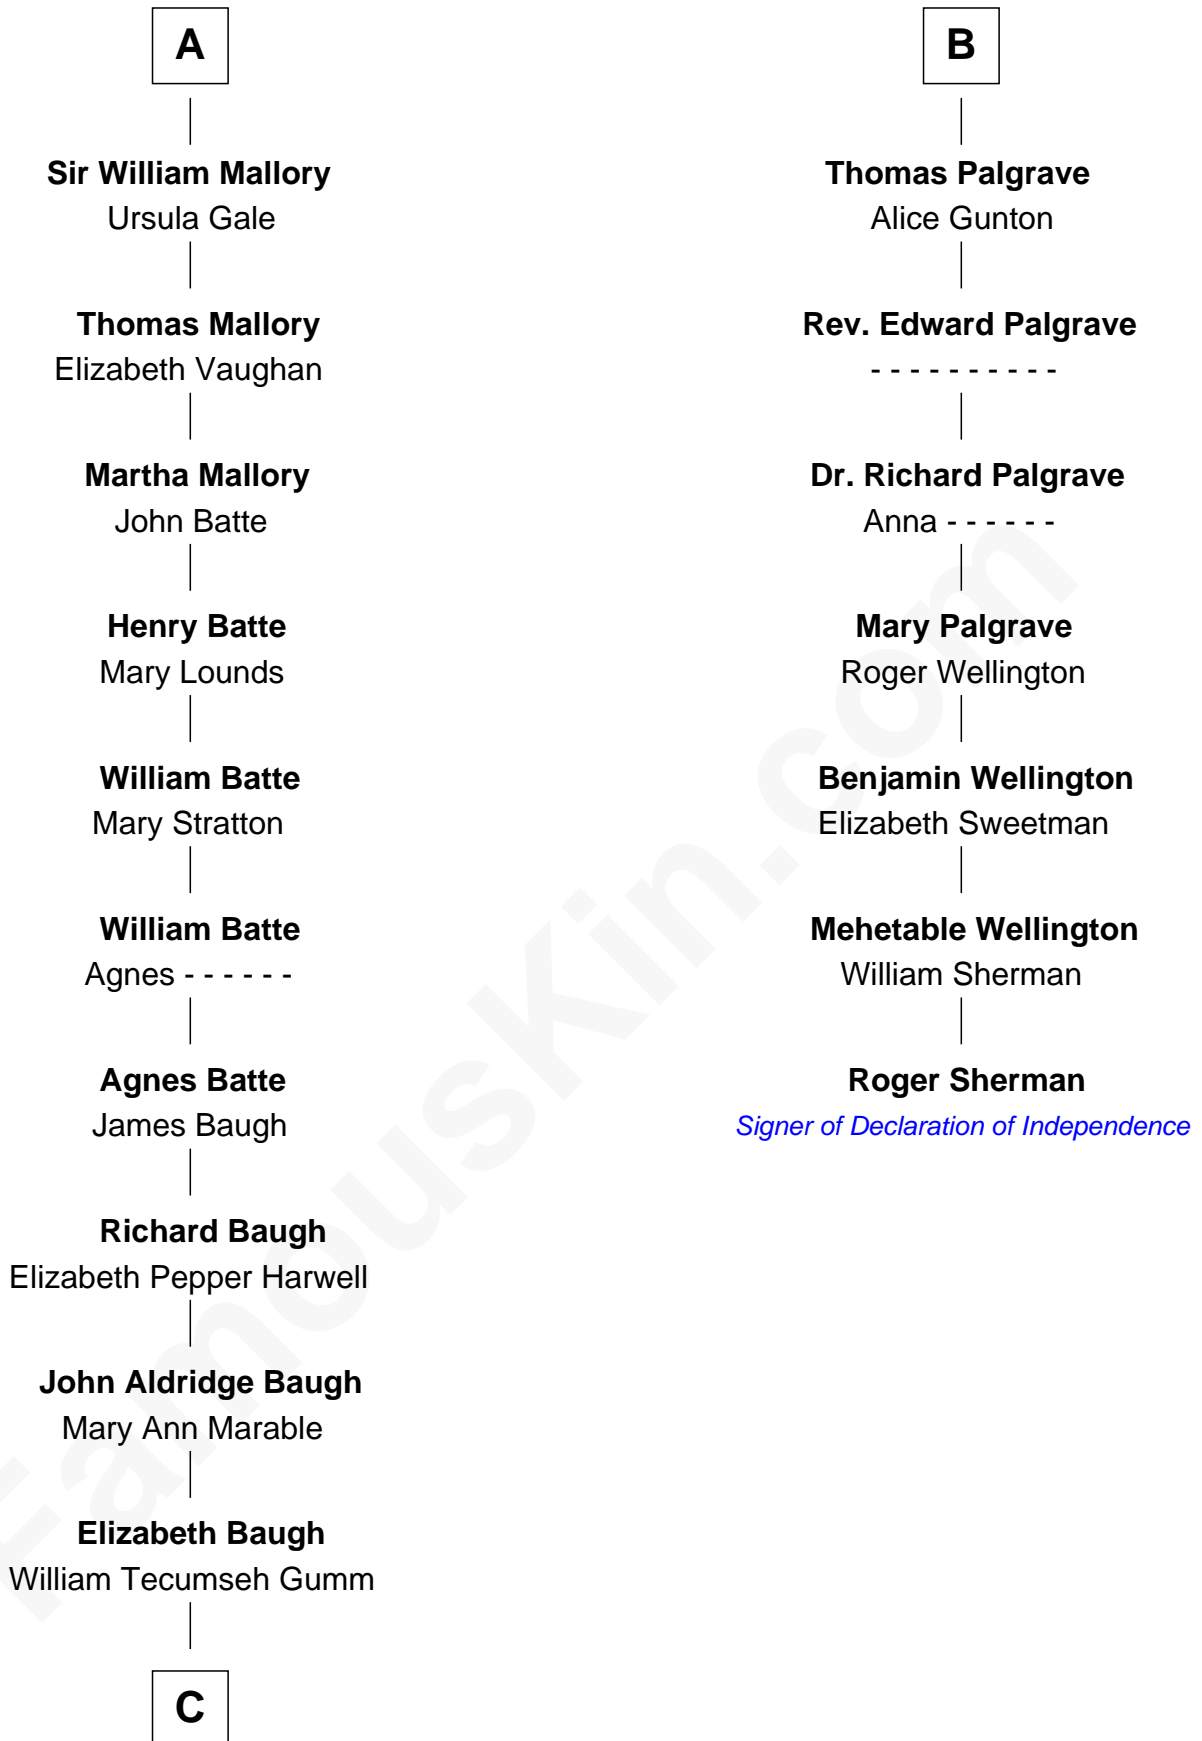 A
Sir William Mallory
Ursula Gale
Thomas Mallory
Elizabeth Vaughan
Martha Mallory
John Batte
Henry Batte
Mary Lounds
William Batte
Mary Stratton
William Batte
Agnes - - - - - -
Agnes Batte
James Baugh
Richard Baugh
Elizabeth Pepper Harwell
John Aldridge Baugh
Mary Ann Marable
Elizabeth Baugh
William Tecumseh Gumm
C
B
Thomas Palgrave
Alice Gunton
Rev. Edward Palgrave
- - - - - - - - - -
Dr. Richard Palgrave
Anna - - - - - -
Mary Palgrave
Roger Wellington
Benjamin Wellington
Elizabeth Sweetman
Mehetable Wellington
William Sherman
Roger Sherman
Signer of Declaration of Independence
FamousKin.com